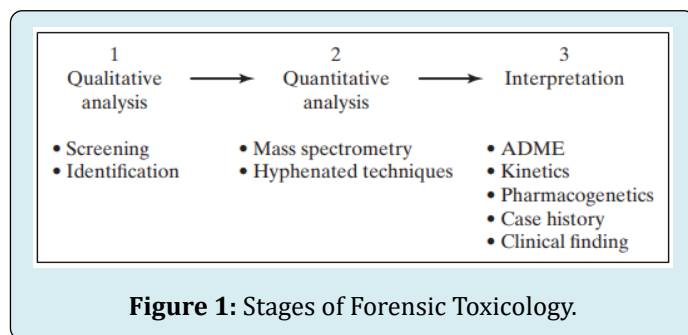 1
Qualitative
analysis
• Screening
• Identification
2
Quantitative
analysis
• Mass spectrometry
• Hyphenated techniques
3
Interpretation
• ADME
• Kinetics
• Pharmacogenetics
• Case history
• Clinical finding
Figure 1: Stages of Forensic Toxicology.